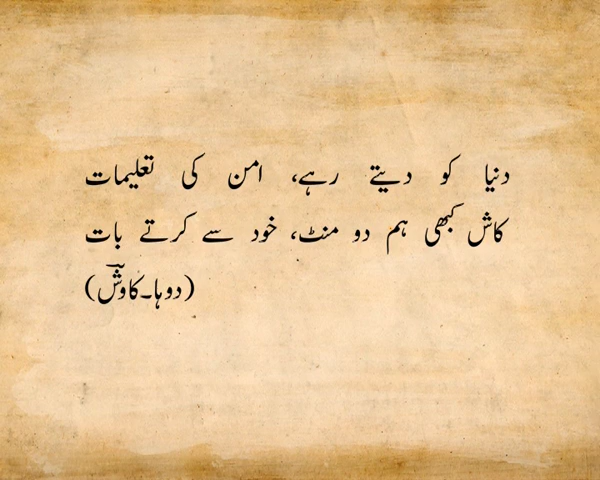 دنیا کو دیتے رہے، امن کی تعلیمات
کاش کبھی ہم دو منٹ، خود سے کرتے بات
(دوہا۔کاوشؔ)